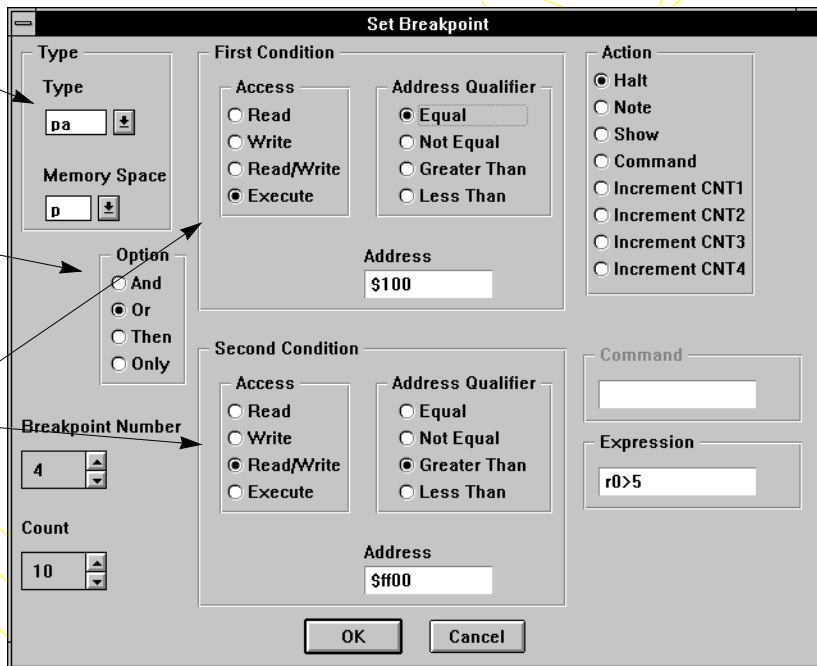 Set Breakpoint
Type
Type
pa
Memory Space
p
Option
And
Or
Then
Only
Breakpoint Number
4
Count
10
First Condition
Access
Read
Write
Read/Write
Execute
Address Qualifier
Equal
Not Equal
Greater Than
Less Than
Address
$100
Second Condition
Access
Read
Write
Read/Write
Execute
Address Qualifier
Equal
Not Equal
Greater Than
Less Than
Address
$ff00
Action
Halt
Note
Show
Command
Increment CNT1
Increment CNT2
Increment CNT3
Increment CNT4
Command
Expression
r0>5
OK
Cancel